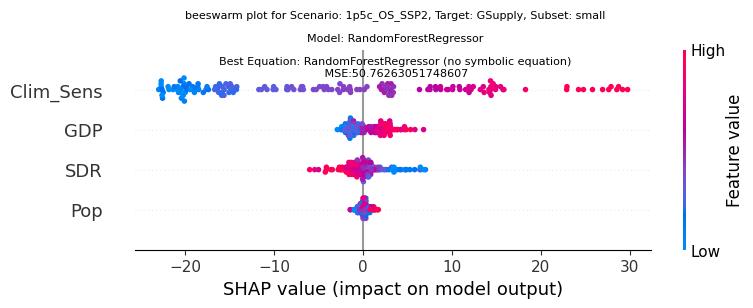 beeswarm plot for Scenario: 1p5c_OS_SSP2, Target: GSupply, Subset: small
Model: RandomForestRegressor
Best Equation: RandomForestRegressor (no symbolic equation)
MSE:50.76263051748607
High
Clim_Sens
GDP
SDR
Pop
Feature value
Low
−20 −10 0 10 20 30
SHAP value (impact on model output)